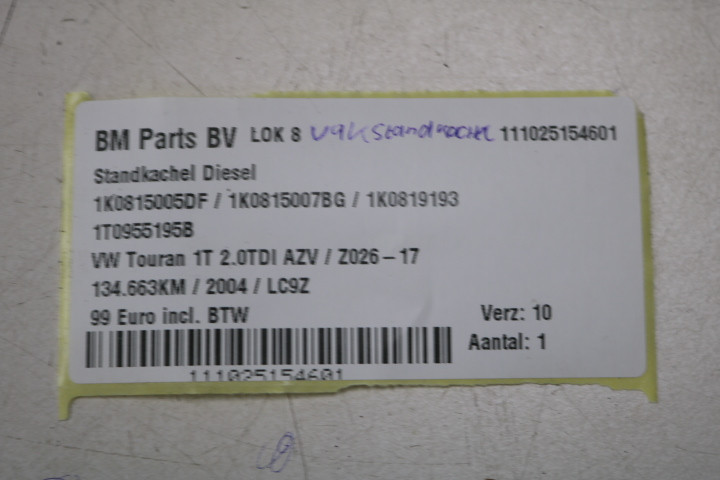 BM Parts BV LOK 8 vak standkachel 111025154601
Standkachel Diesel
1K0815005DF / 1K0815007BG / 1K0819193
1T0955195B
VW Touran 1T 2.0TDI AZV / Z026-17
134.663KM / 2004 / LC9Z
99 Euro incl. BTW Verz: 10
Aantal: 1
111025154601